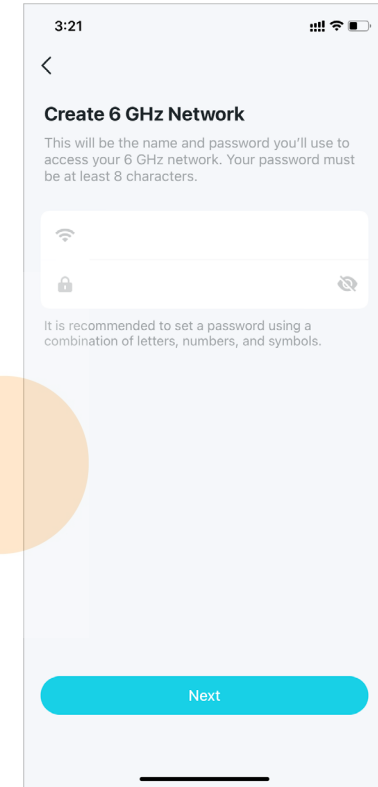 3:21
Create 6 GHz Network
This will be the name and password you’ll use to
access your 6 GHz network. Your password must
be at least 8 characters.
It is recommended to set a password using a
combination of letters, numbers, and symbols.
Next